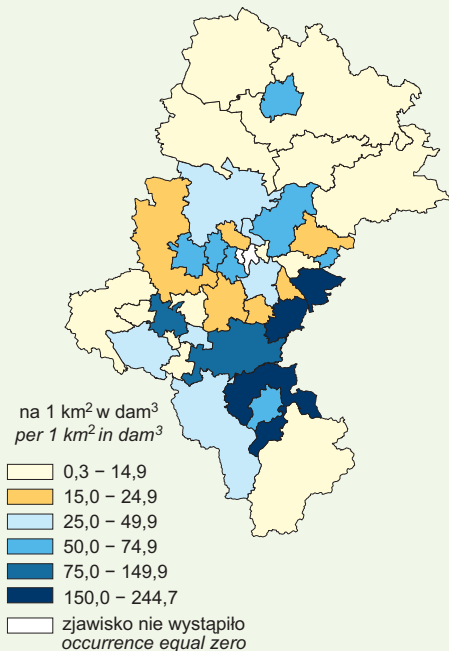 na 1 km² w dam³
per 1 km² in dam³
0,3 – 14,9
15,0 – 24,9
25,0 – 49,9
50,0 – 74,9
75,0 – 149,9
150,0 – 244,7
zjawisko nie wystąpiło
occurrence equal zero